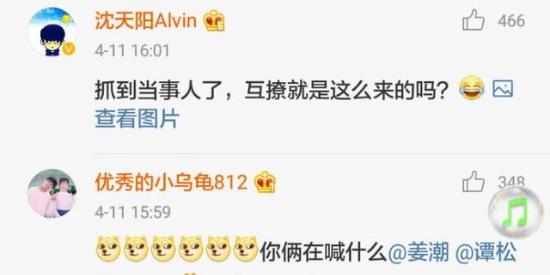 沈天阳Alvin 466
4-11 16:01
抓到当事人了，互撩就是这么来的吗？
查看图片
优秀的小乌龟812 348
4-11 15:59
你俩在喊什么@姜潮 @谭松